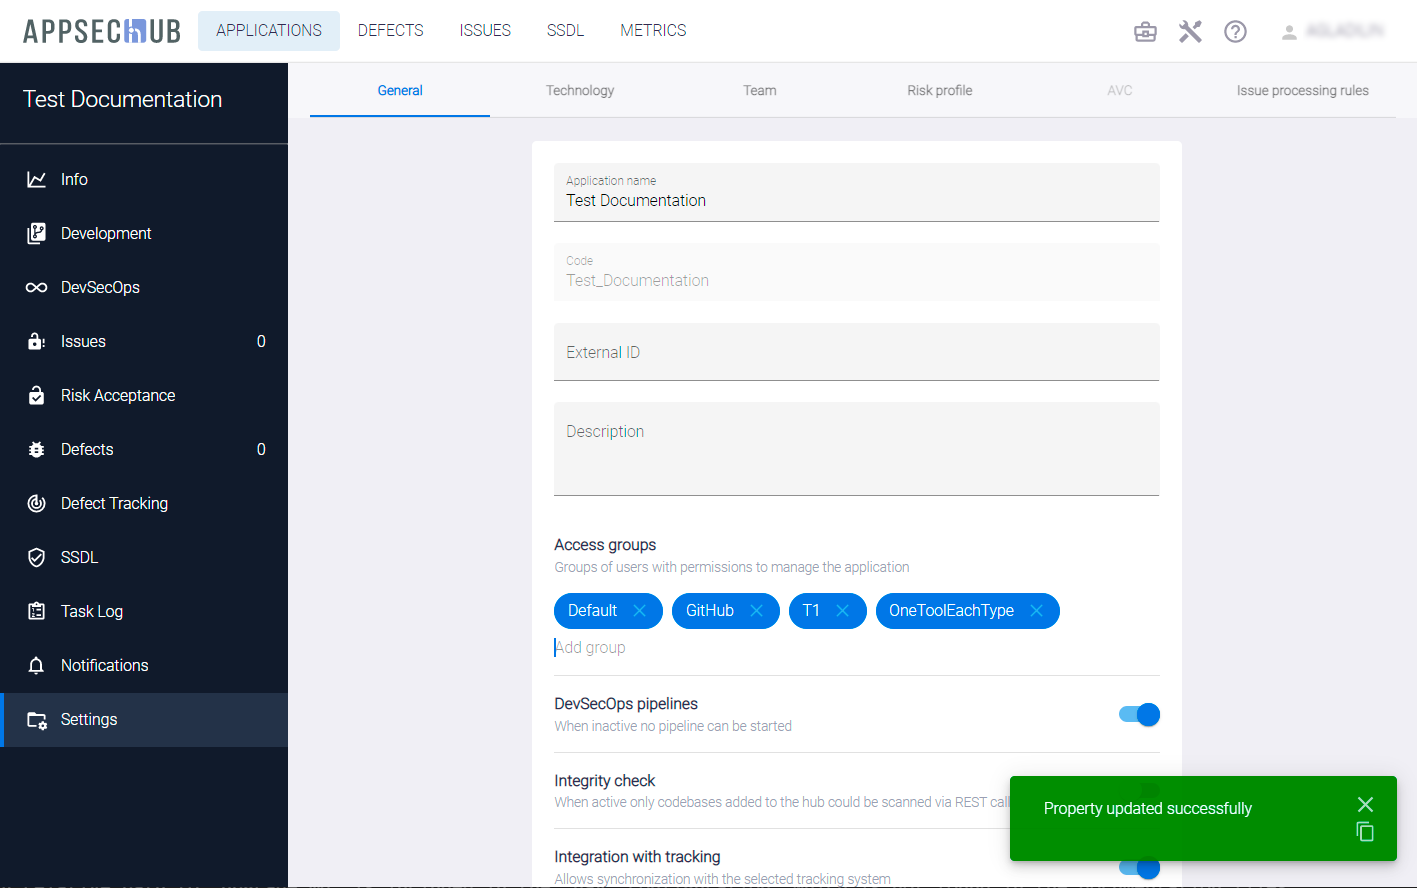 APPSECHUB
APPLICATIONS
DEFECTS
ISSUES
SSDL
METRICS
Test Documentation
Info
Development
DevSecOps
Issues 0
Risk Acceptance
Defects 0
Defect Tracking
SSDL
Task Log
Notifications
Settings
General
Technology
Team
Risk profile
AVC
Issue processing rules
Application name
Test Documentation
Code
Test_Documentation
External ID
Description
Access groups
Groups of users with permissions to manage the application
Default
GitHub
T1
OneToolEachType
Add group
DevSecOps pipelines
When inactive no pipeline can be started
Integrity check
When active only codebases added to the hub could be scanned via REST call
Integration with tracking
Allows synchronization with the selected tracking system
Property updated successfully